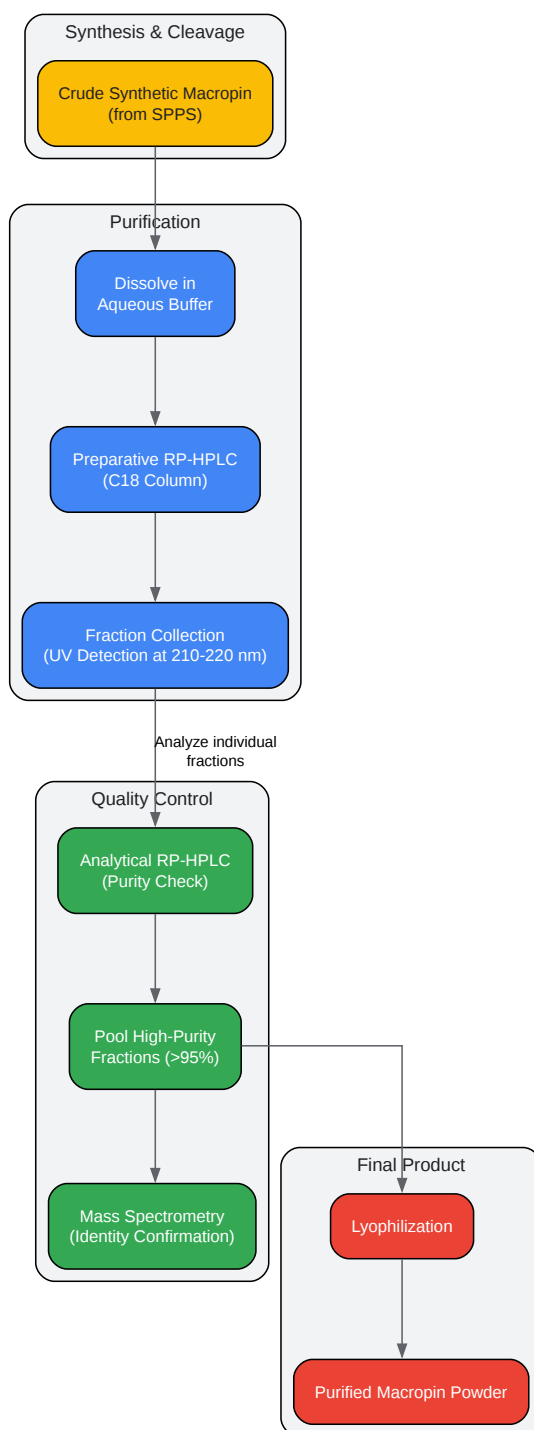 Synthesis & Cleavage
Crude Synthetic Macropin
(from SPPS)
Purification
Dissolve in
Aqueous Buffer
Preparative RP-HPLC
(C18 Column)
Fraction Collection
(UV Detection at 210-220 nm)
Analyze individual
fractions
Quality Control
Analytical RP-HPLC
(Purity Check)
Pool High-Purity
Fractions (>95%)
Mass Spectrometry
(Identity Confirmation)
Final Product
Lyophilization
Purified Macropin Powder